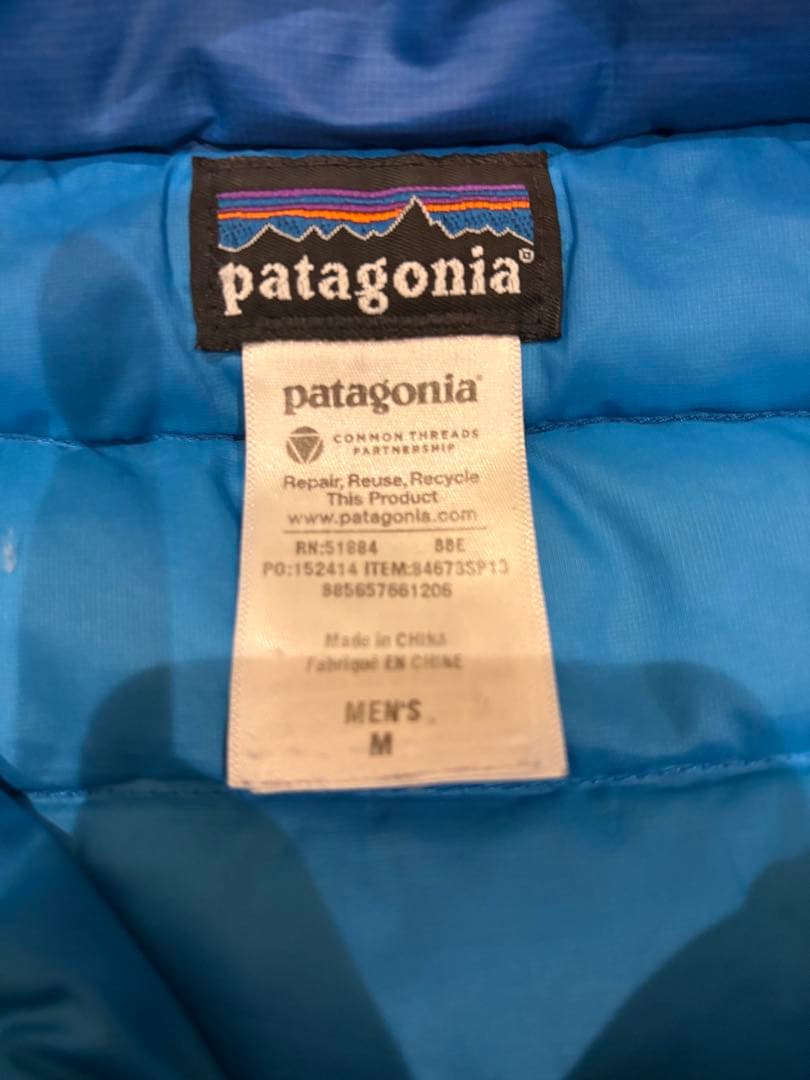 patagonia®
patagonia®
COMMON THREADS
PARTNERSHIP
Repair, Reuse, Recycle
This Product
www.patagonia.com
RN:51884 BBE
PO:152414 ITEM:84673SP13
885657661206
Made in CHINA
Fabriqué EN CHINE
MEN'S
M